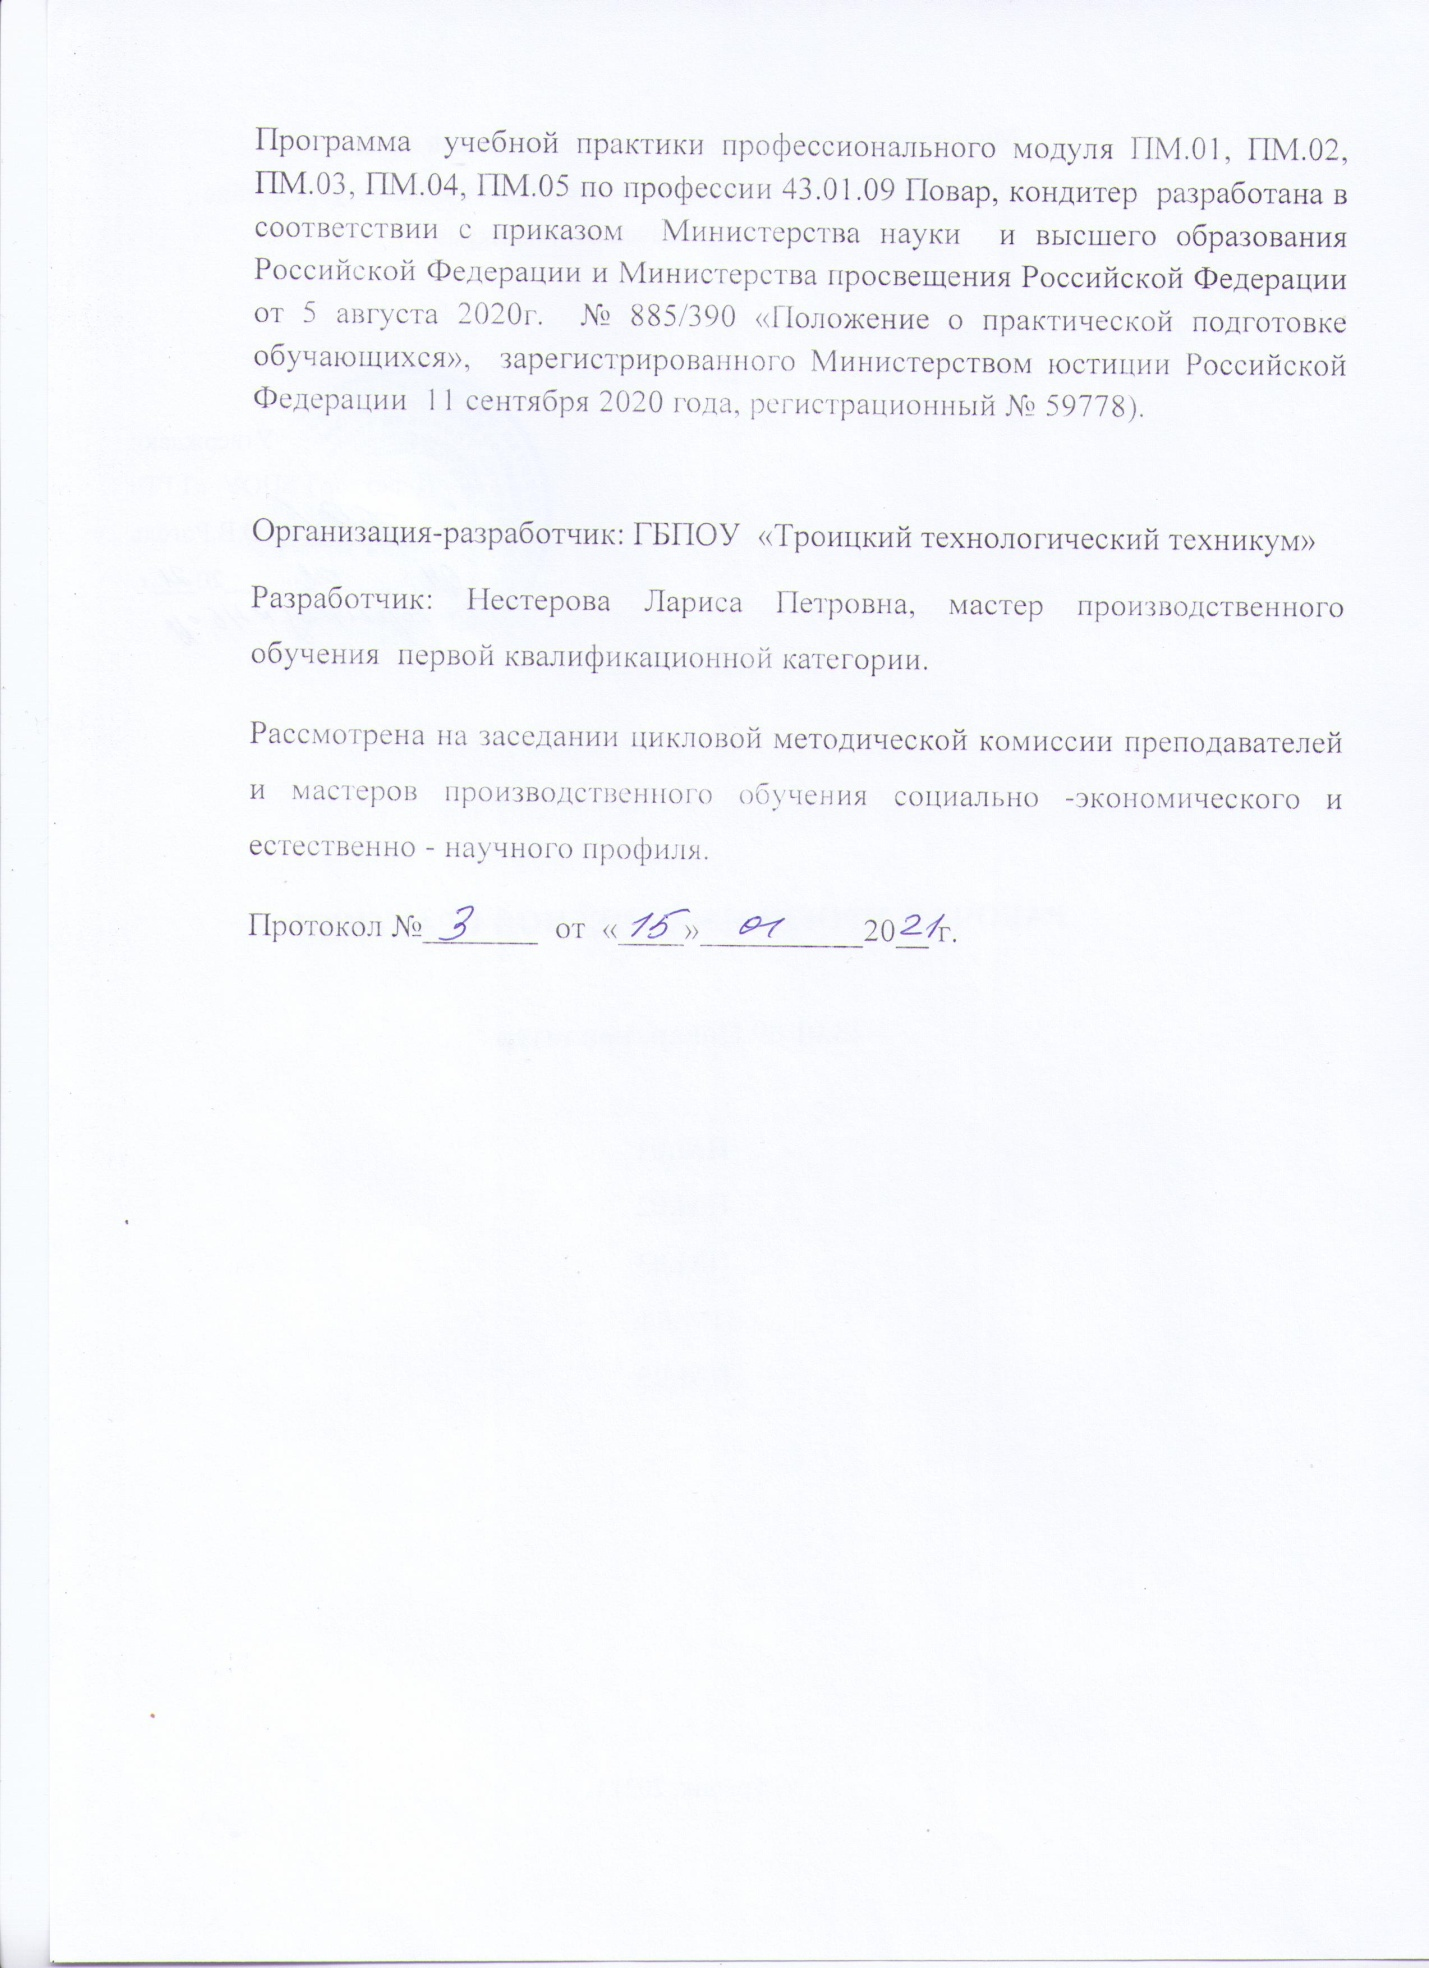 Программа учебной практики профессионального модуля ПМ.01, ПМ.02,
ПМ.03, ПМ.04, ПМ.05 по профессии 43.01.09 Повар, кондитер разработана в
соответствии с приказом Министерства науки и высшего образования
Российской Федерации и Министерства просвещения Российской Федерации
от 5 августа 2020г. № 885/390 «Положение о практической подготовке
обучающихся», зарегистрированного Министерством юстиции Российской
Федерации 11 сентября 2020 года, регистрационный № 59778).
Организация-разработчик: ГБПОУ «Троицкий технологический техникум»
Разработчик: Нестерова Лариса Петровна, мастер производственного
обучения первой квалификационной категории.
Рассмотрена на заседании цикловой методической комиссии преподавателей
и мастеров производственного обучения социально -экономического и
естественно - научного профиля.
Протокол № 3 от «15» 01 2021 г.